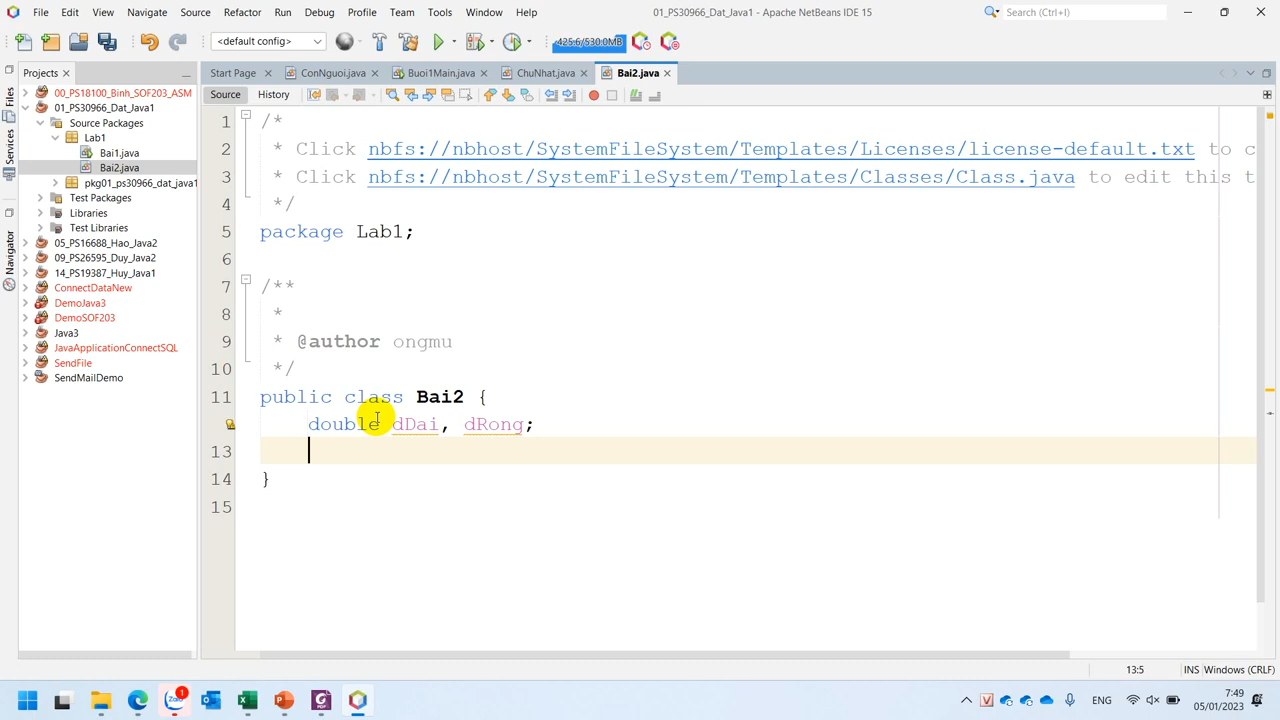 File Edit View Navigate Source Refactor Run Debug Profile Team Tools Window Help 01_PS30966_Dat_Java1 - Apache NetBeans IDE 15 Search (Ctrl+I)
<default config> 425.6/530.0MB
Projects Start Page ConNguoi.java Buoi1Main.java ChuNhat.java Bai2.java
Source History
Files
Services
Navigator
00_PS18100_Binh_SOF203_ASM
01_PS30966_Dat_Java1
Source Packages
Lab1
Bai1.java
Bai2.java
pkg01_ps30966_dat_java1
Test Packages
Libraries
Test Libraries
05_PS16688_Hao_Java2
09_PS26595_Duy_Java2
14_PS19387_Huy_Java1
ConnectDataNew
DemoJava3
DemoSOF203
Java3
JavaApplicationConnectSQL
SendFile
SendMailDemo
1 /*
2 * Click nbfs://nbhost/SystemFileSystem/Templates/Licenses/license-default.txt to c
3 * Click nbfs://nbhost/SystemFileSystem/Templates/Classes/Class.java to edit this t
4 */
5 package Lab1;
6
7 /**
8 *
9 * @author ongmu
10 */
11 public class Bai2 {
double dDai, dRong;
13
14 }
15
13:5 INS Windows (CRLF)
Zalo 1 ENG 7:49
05/01/2023